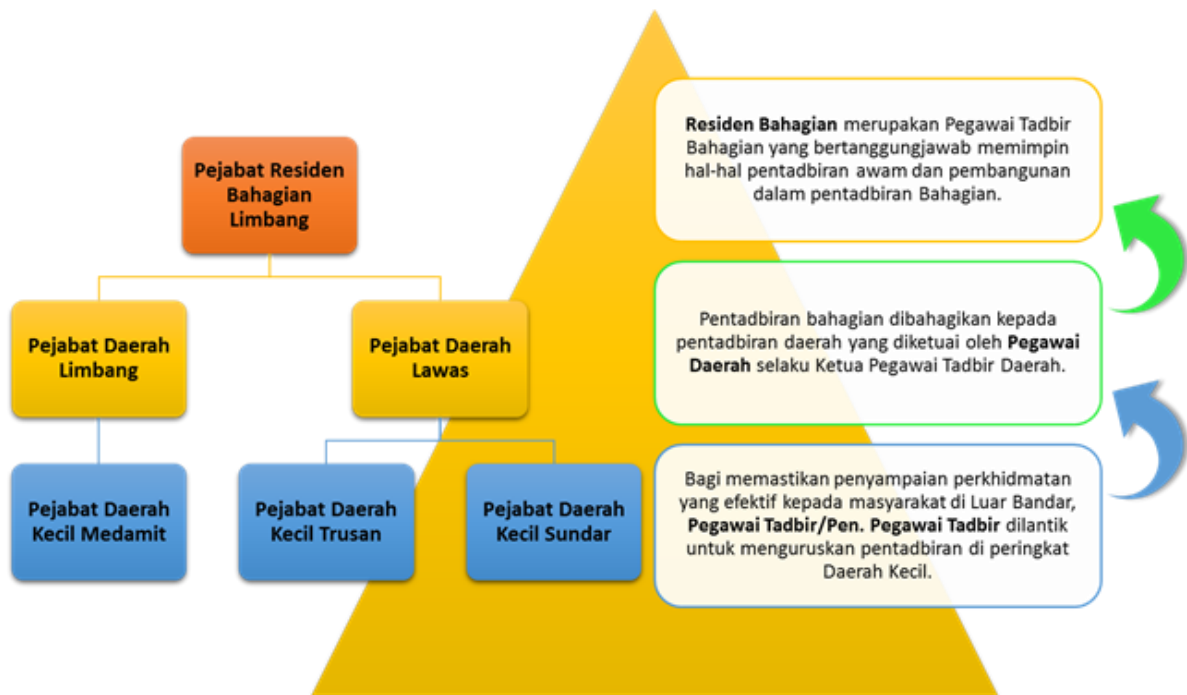 Pejabat Residen
Bahagian
Limbang
Pejabat Daerah
Limbang
Pejabat Daerah
Lawas
Pejabat Daerah
Kecil Medamit
Pejabat Daerah
Kecil Trusan
Pejabat Daerah
Kecil Sundar
Residen Bahagian merupakan Pegawai Tadbir
Bahagian yang bertanggungjawab memimpin
hal-hal pentadbiran awam dan pembangunan
dalam pentadbiran Bahagian.
Pentadbiran bahagian dibahagikan kepada
pentadbiran daerah yang diketuai oleh Pegawai
Daerah selaku Ketua Pegawai Tadbir Daerah.
Bagi memastikan penyampaian perkhidmatan
yang efektif kepada masyarakat di Luar Bandar,
Pegawai Tadbir/Pen. Pegawai Tadbir dilantik
untuk menguruskan pentadbiran di peringkat
Daerah Kecil.